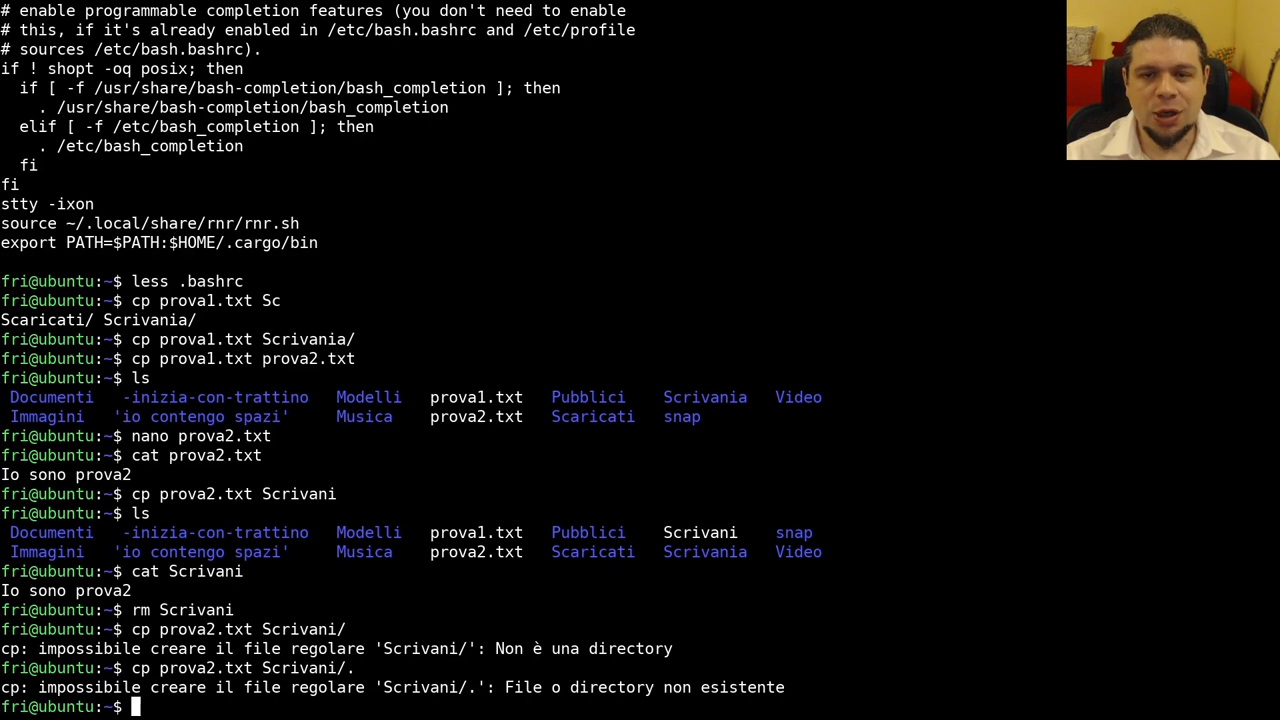 # enable programmable completion features (you don't need to enable
# this, if it's already enabled in /etc/bash.bashrc and /etc/profile
# sources /etc/bash.bashrc).
if ! shopt -oq posix; then
  if [ -f /usr/share/bash-completion/bash_completion ]; then
    . /usr/share/bash-completion/bash_completion
  elif [ -f /etc/bash_completion ]; then
    . /etc/bash_completion
  fi
fi
stty -ixon
source ~/.local/share/rnr/rnr.sh
export PATH=$PATH:$HOME/.cargo/bin

fri@ubuntu:~$ less .bashrc
fri@ubuntu:~$ cp prova1.txt Sc
Scaricati/ Scrivania/
fri@ubuntu:~$ cp prova1.txt Scrivania/
fri@ubuntu:~$ cp prova1.txt prova2.txt
fri@ubuntu:~$ ls
 Documenti  -inizia-con-trattino   Modelli   prova1.txt   Pubblici   Scrivania   Video
 Immagini  'io contengo spazi'     Musica    prova2.txt   Scaricati   snap
fri@ubuntu:~$ nano prova2.txt
fri@ubuntu:~$ cat prova2.txt
Io sono prova2
fri@ubuntu:~$ cp prova2.txt Scrivani
fri@ubuntu:~$ ls
 Documenti  -inizia-con-trattino   Modelli   prova1.txt   Pubblici   Scrivani    snap
 Immagini  'io contengo spazi'     Musica    prova2.txt   Scaricati   Scrivania   Video
fri@ubuntu:~$ cat Scrivani
Io sono prova2
fri@ubuntu:~$ rm Scrivani
fri@ubuntu:~$ cp prova2.txt Scrivani/
cp: impossibile creare il file regolare 'Scrivani/': Non è una directory
fri@ubuntu:~$ cp prova2.txt Scrivani/.
cp: impossibile creare il file regolare 'Scrivani/.': File o directory non esistente
fri@ubuntu:~$